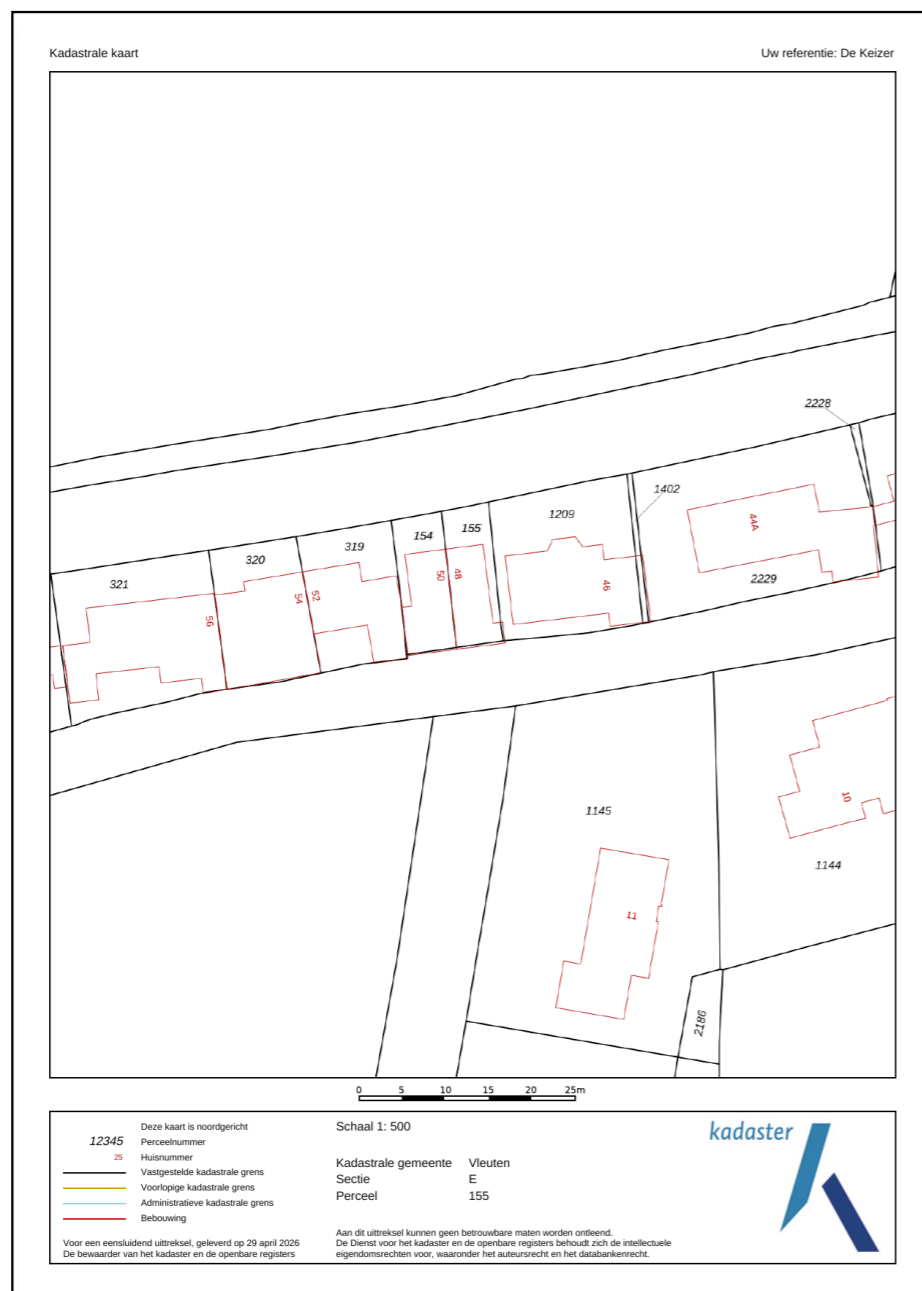 Kadastrale kaart
Uw referentie: De Keizer
2228
1402
44A
1209
155
154
319
320
321
2229
46
48
50
52
54
56
1145
10
1144
11
2186
0 5 10 15 20 25m
Deze kaart is noordgericht
12345 Perceelnummer
25 Huisnummer
Vastgestelde kadastrale grens
Voorlopige kadastrale grens
Administratieve kadastrale grens
Bebouwing
Voor een eensluidend uittreksel, geleverd op 29 april 2026
De bewaarder van het kadaster en de openbare registers
Schaal 1: 500
Kadastrale gemeente Vleuten
Sectie E
Perceel 155
Aan dit uittreksel kunnen geen betrouwbare maten worden ontleend.
De Dienst voor het kadaster en de openbare registers behoudt zich de intellectuele
eigendomsrechten voor, waaronder het auteursrecht en het databankenrecht.
kadaster